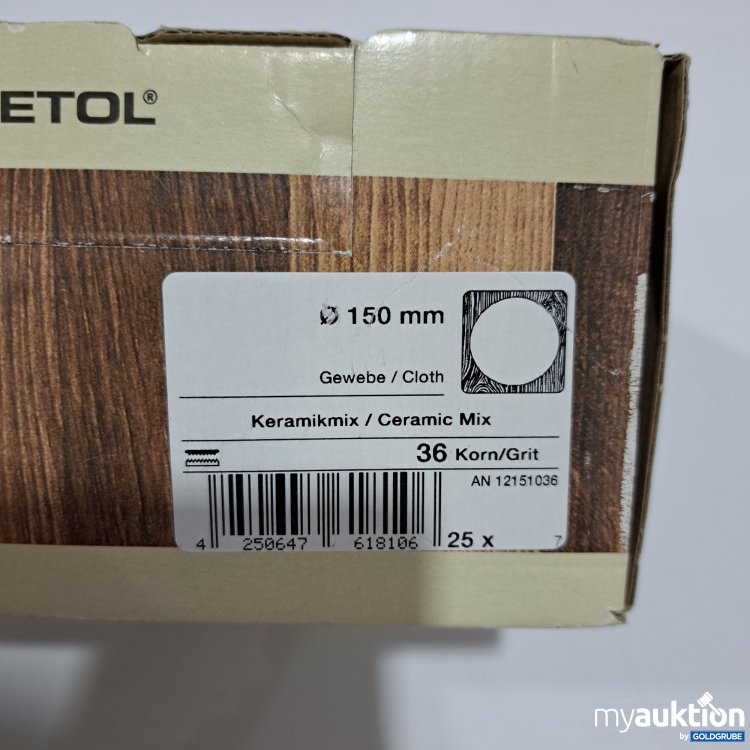 ETOL®
Ø 150 mm
Gewebe / Cloth
Keramikmix / Ceramic Mix
36 Korn/Grit
AN 12151036
4 250647 618106 25 x 7
myauktion
by GOLDGRUBE